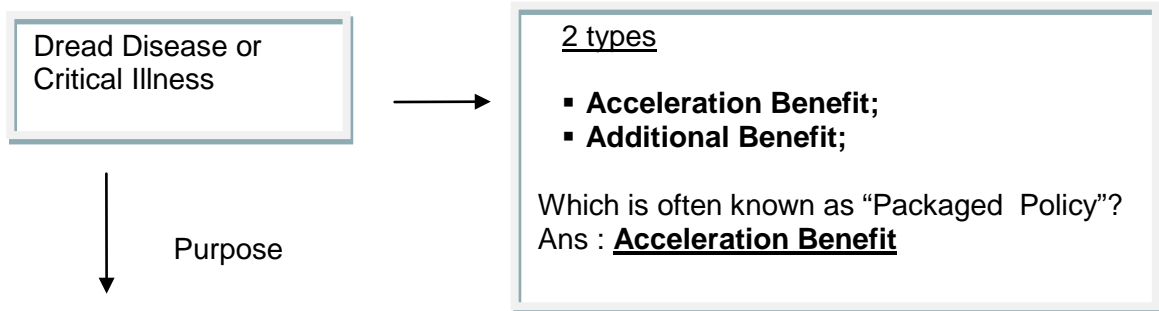 Dread Disease or
Critical Illness
2 types
▪ Acceleration Benefit;
▪ Additional Benefit;
Which is often known as “Packaged Policy”?
Ans : Acceleration Benefit
Purpose